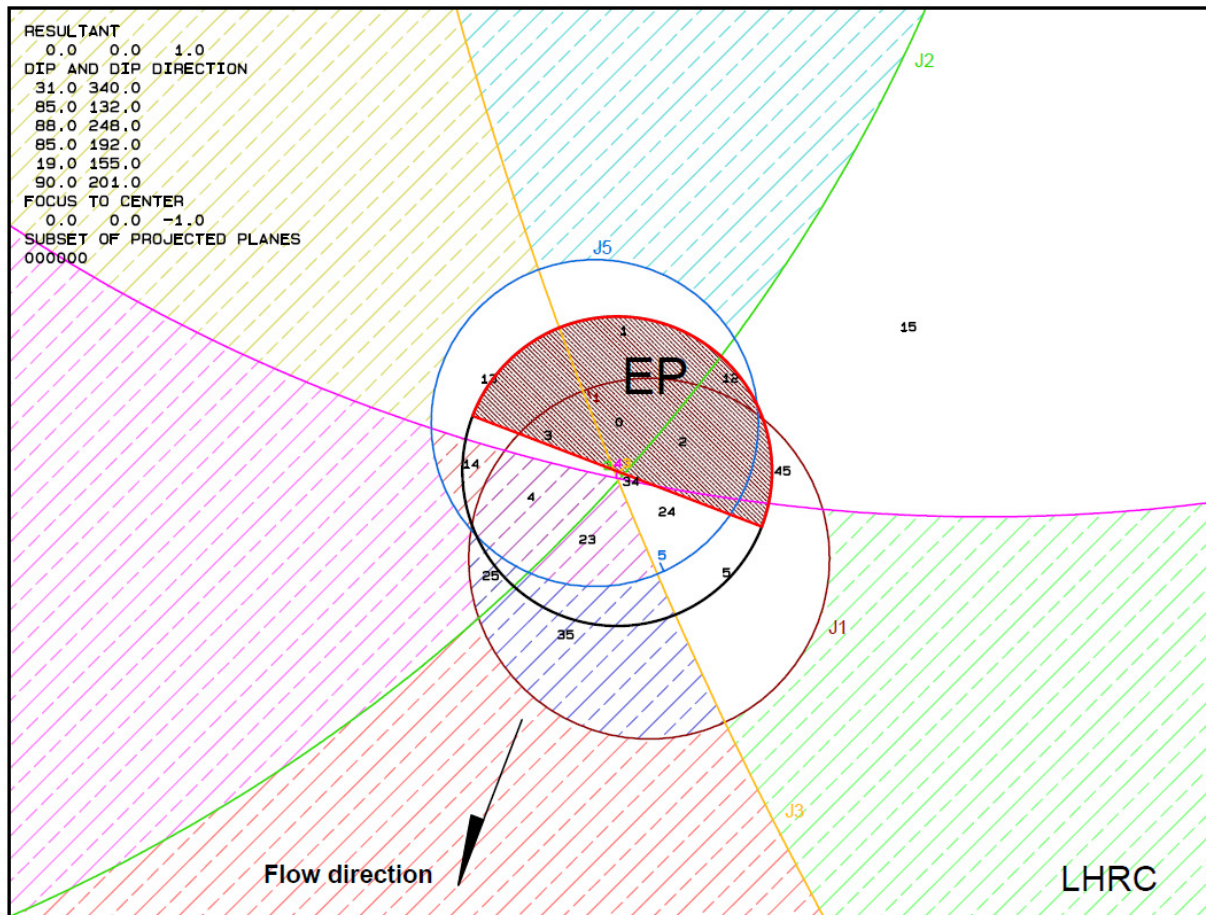 RESULTANT
0.0 0.0 1.0
DIP AND DIP DIRECTION
31.0 340.0
85.0 132.0
88.0 248.0
85.0 192.0
19.0 155.0
90.0 201.0
FOCUS TO CENTER
0.0 0.0 -1.0
SUBSET OF PROJECTED PLANES
000000
J2
J5
15
1
EP
13
12
1
0
3
2
34
14
45
4
24
23
5
25
5
35
J1
J3
Flow direction
LHRC